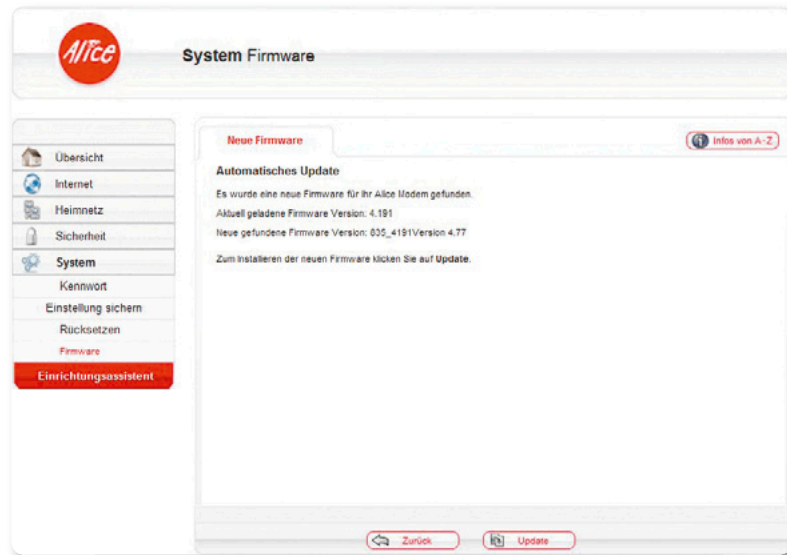 Alice
System Firmware
Neue Firmware
Infos von A-Z
Übersicht
Internet
Heimnetz
Sicherheit
System
Kennwort
Einstellung sichern
Rücksetzen
Firmware
Einrichtungsassistent
Automatisches Update
Es wurde eine neue Firmware für Ihr Alice Modem gefunden.
Aktuell geladene Firmware Version: 4.191
Neue gefundene Firmware Version: 835_4191Version 4.77
Zum Installieren der neuen Firmware klicken Sie auf Update.
Zurück
Update